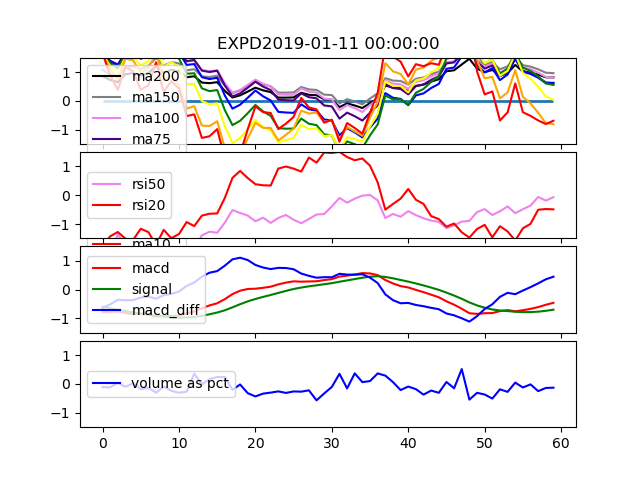 EXPD2019-01-11 00:00:00
1
0
−1
ma200
ma150
ma100
ma75
1
0
−1
rsi50
rsi20
ma10
1
0
−1
macd
signal
macd_diff
1
0
−1
volume as pct
0 10 20 30 40 50 60